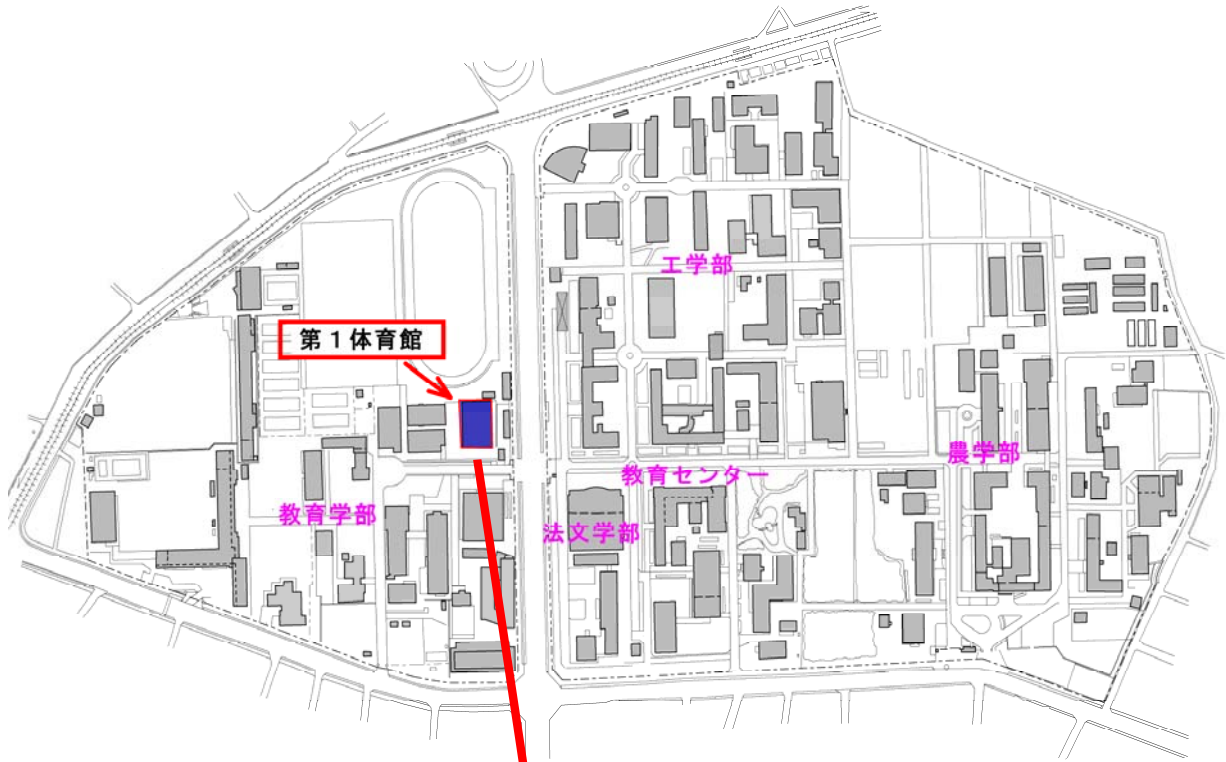 工学部
第１体育館
農学部
教育センター
教育学部
法文学部